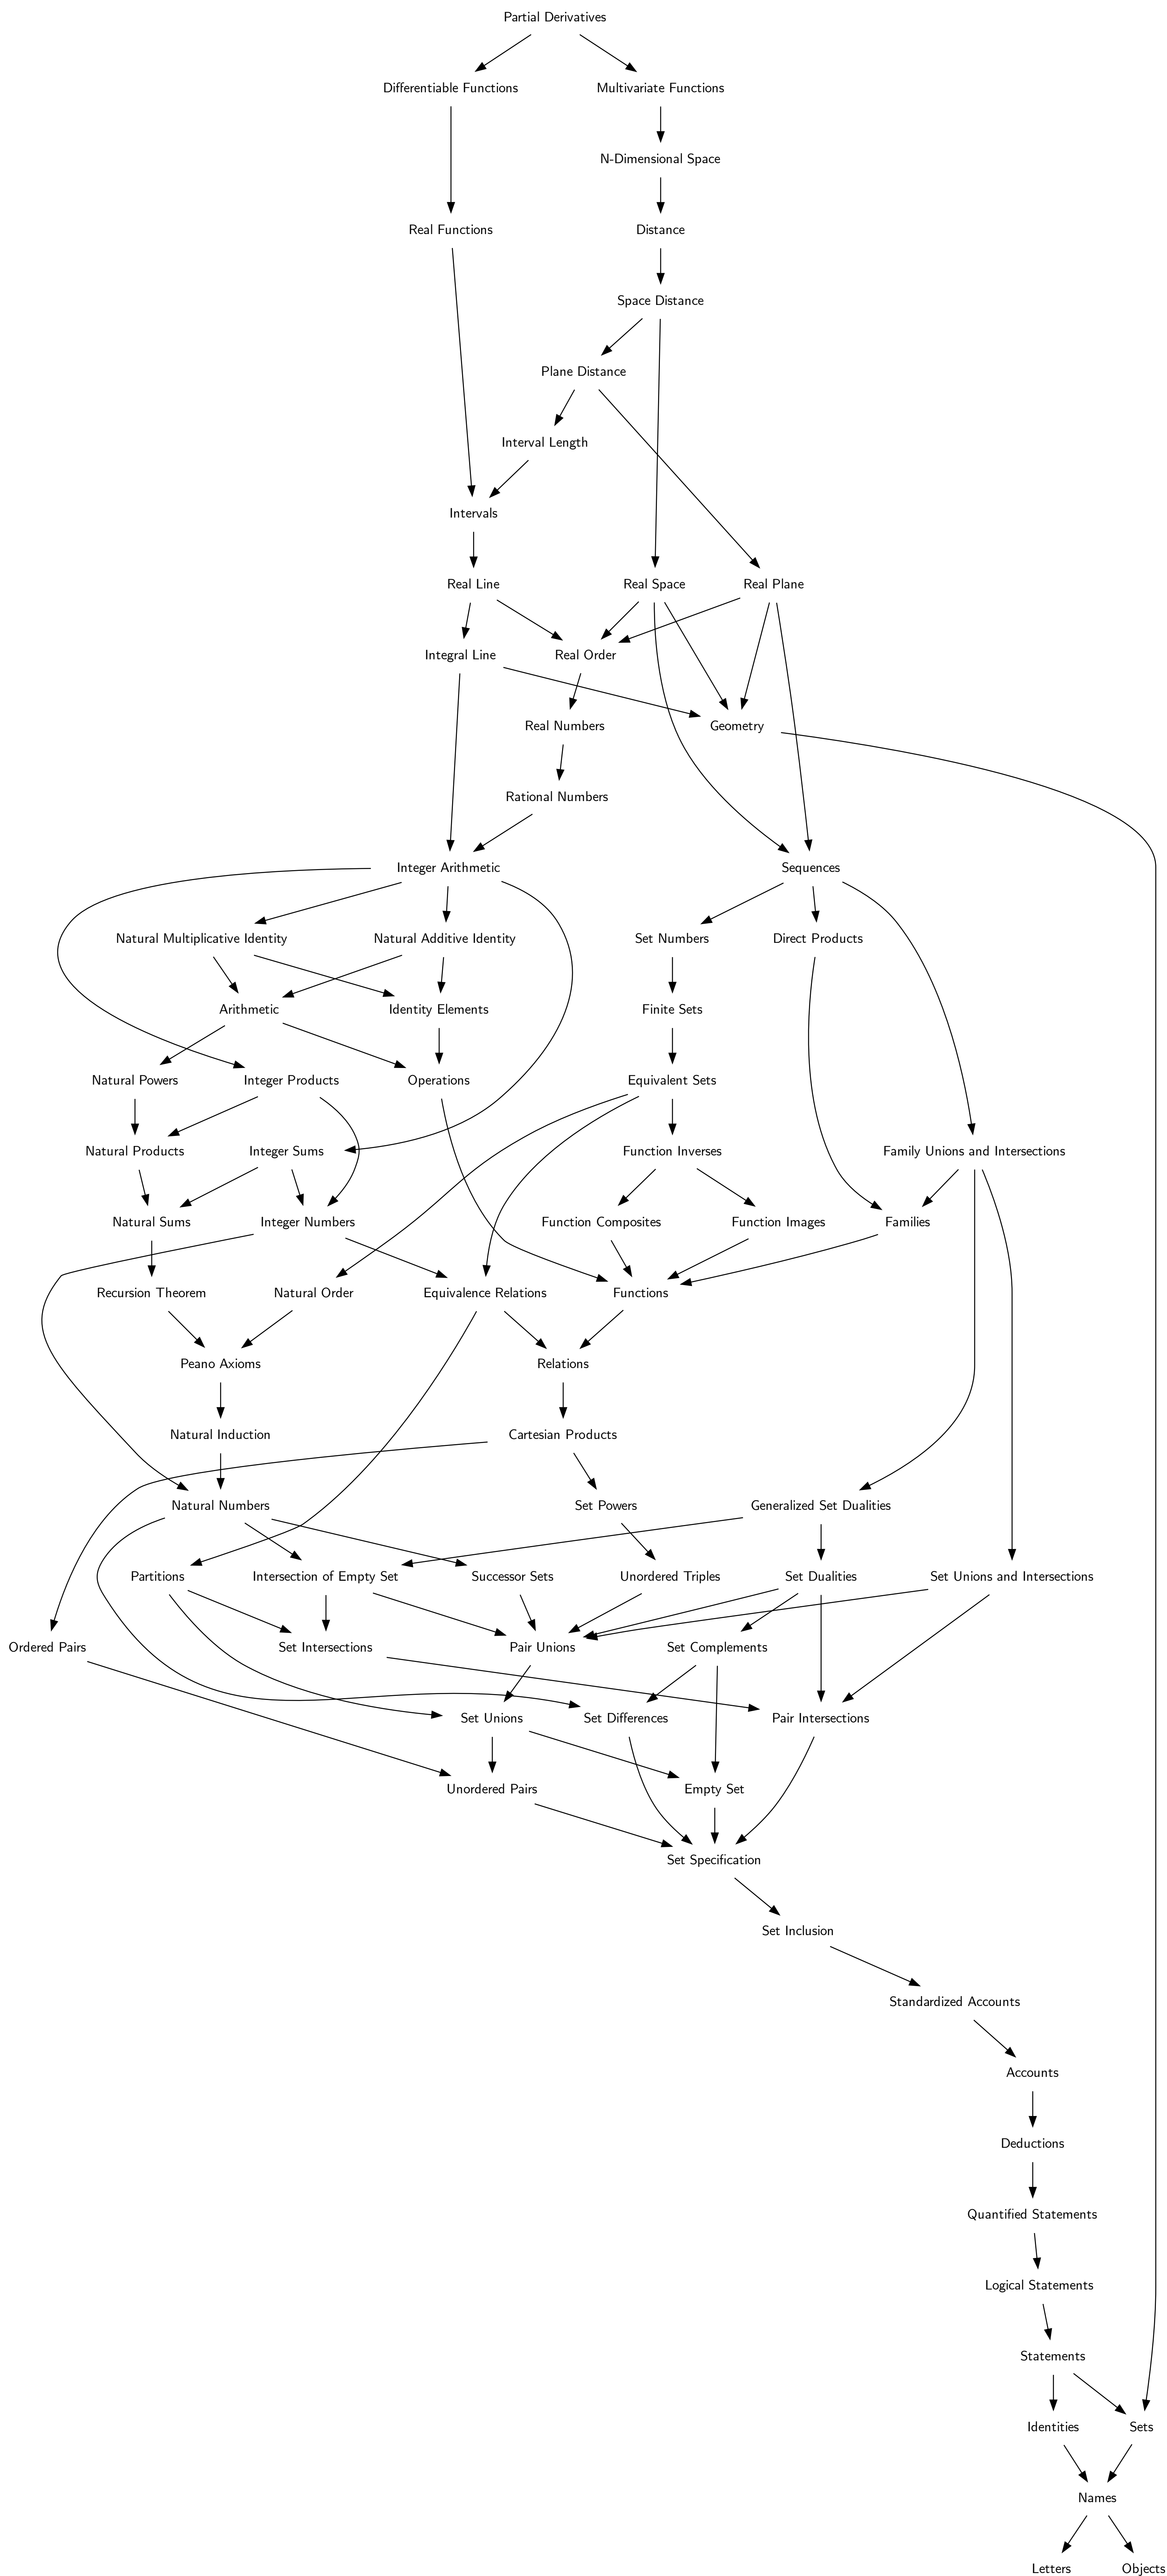 Partial Derivatives
Differentiable Functions
Multivariate Functions
N-Dimensional Space
Real Functions
Distance
Space Distance
Plane Distance
Interval Length
Intervals
Real Line
Real Space
Real Plane
Integral Line
Real Order
Real Numbers
Geometry
Rational Numbers
Integer Arithmetic
Sequences
Natural Multiplicative Identity
Natural Additive Identity
Set Numbers
Direct Products
Arithmetic
Identity Elements
Finite Sets
Natural Powers
Integer Products
Operations
Equivalent Sets
Natural Products
Integer Sums
Function Inverses
Family Unions and Intersections
Natural Sums
Integer Numbers
Function Composites
Function Images
Families
Recursion Theorem
Natural Order
Equivalence Relations
Functions
Peano Axioms
Relations
Natural Induction
Cartesian Products
Natural Numbers
Set Powers
Generalized Set Dualities
Partitions
Intersection of Empty Set
Successor Sets
Unordered Triples
Set Dualities
Set Unions and Intersections
Ordered Pairs
Set Intersections
Pair Unions
Set Complements
Set Unions
Set Differences
Pair Intersections
Unordered Pairs
Empty Set
Set Specification
Set Inclusion
Standardized Accounts
Accounts
Deductions
Quantified Statements
Logical Statements
Statements
Identities
Sets
Names
Letters
Objects